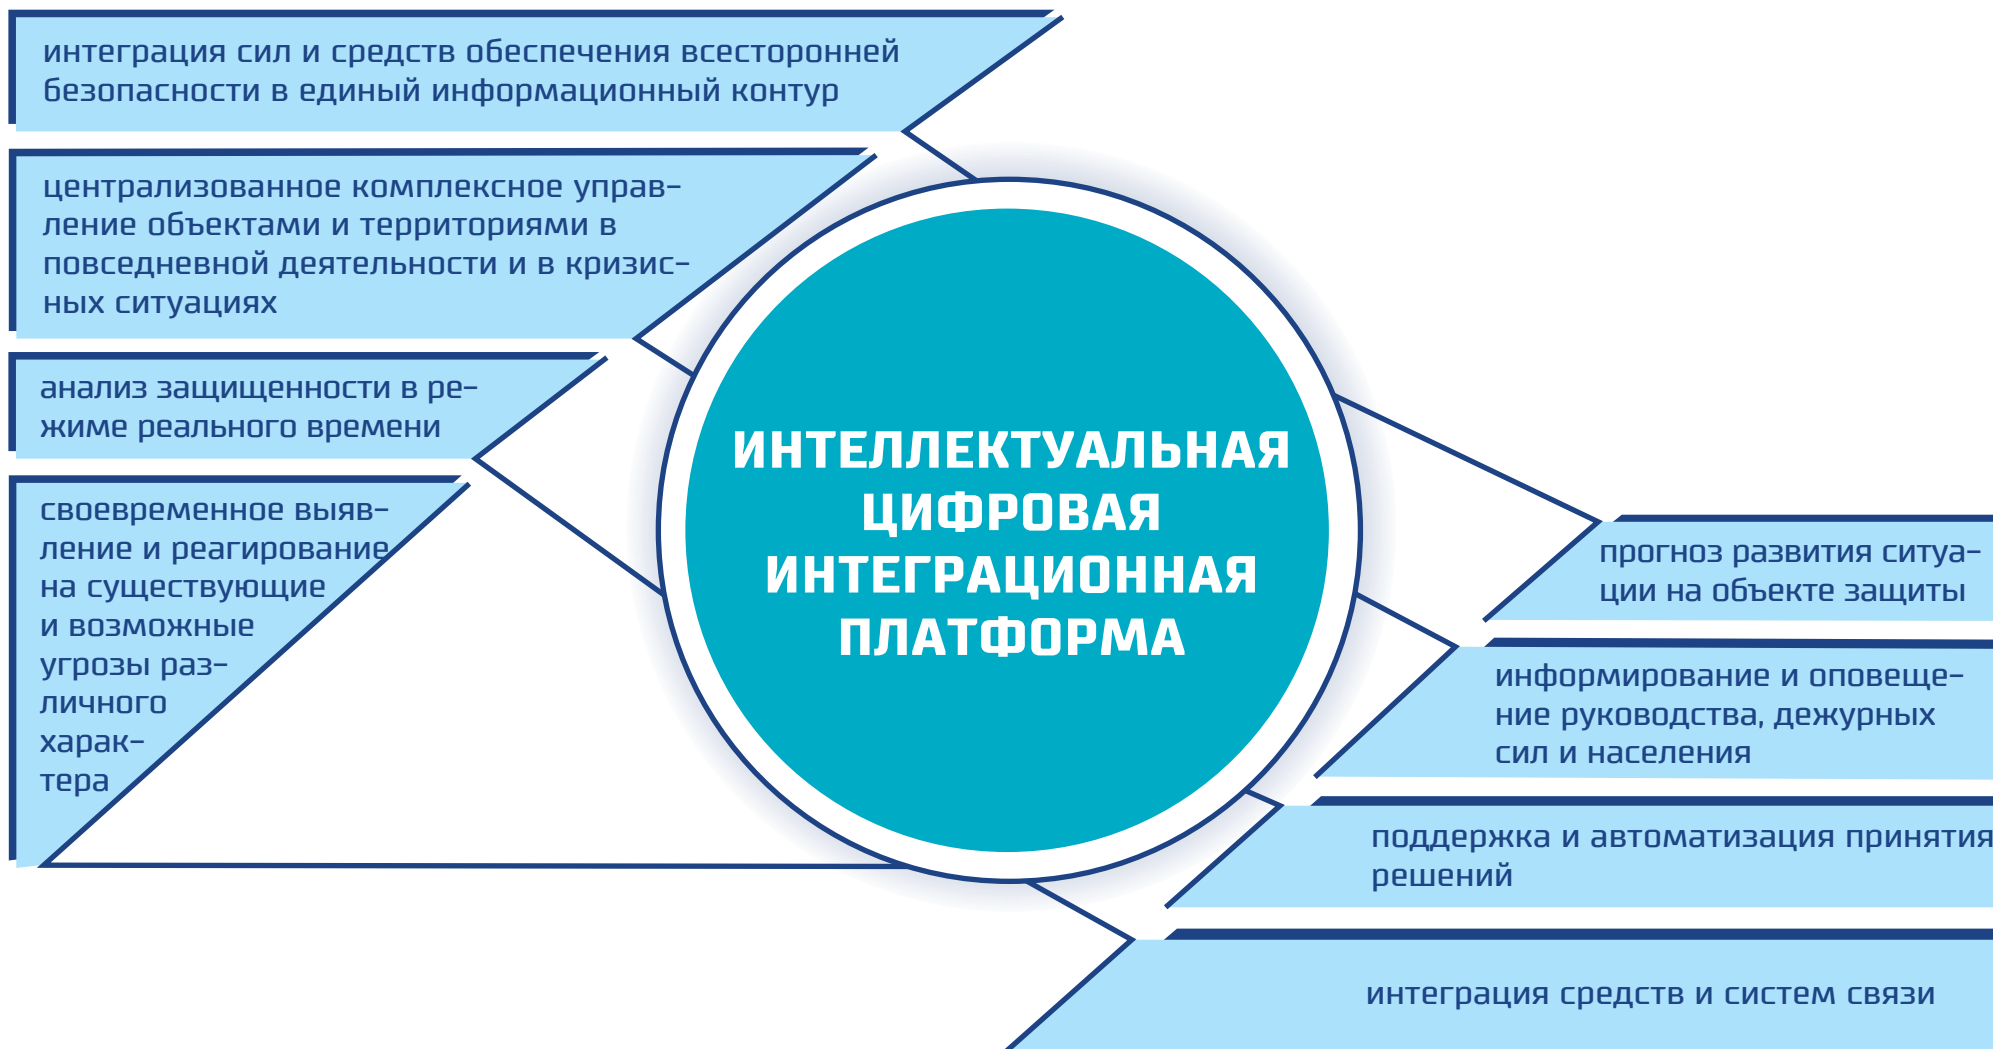 интеграция сил и средств обеспечения всесторонней
безопасности в единый информационный контур
централизованное комплексное управ-
ление объектами и территориями в
повседневной деятельности и в кризис-
ных ситуациях
анализ защищенности в ре-
жиме реального времени
своевременное выяв-
ление и реагирование
на существующие
и возможные
угрозы раз-
личного
харак-
тера
ИНТЕЛЛЕКТУАЛЬНАЯ
ЦИФРОВАЯ
ИНТЕГРАЦИОННАЯ
ПЛАТФОРМА
прогноз развития ситуа-
ции на объекте защиты
информирование и оповеще-
ние руководства, дежурных
сил и населения
поддержка и автоматизация принятия
решений
интеграция средств и систем связи